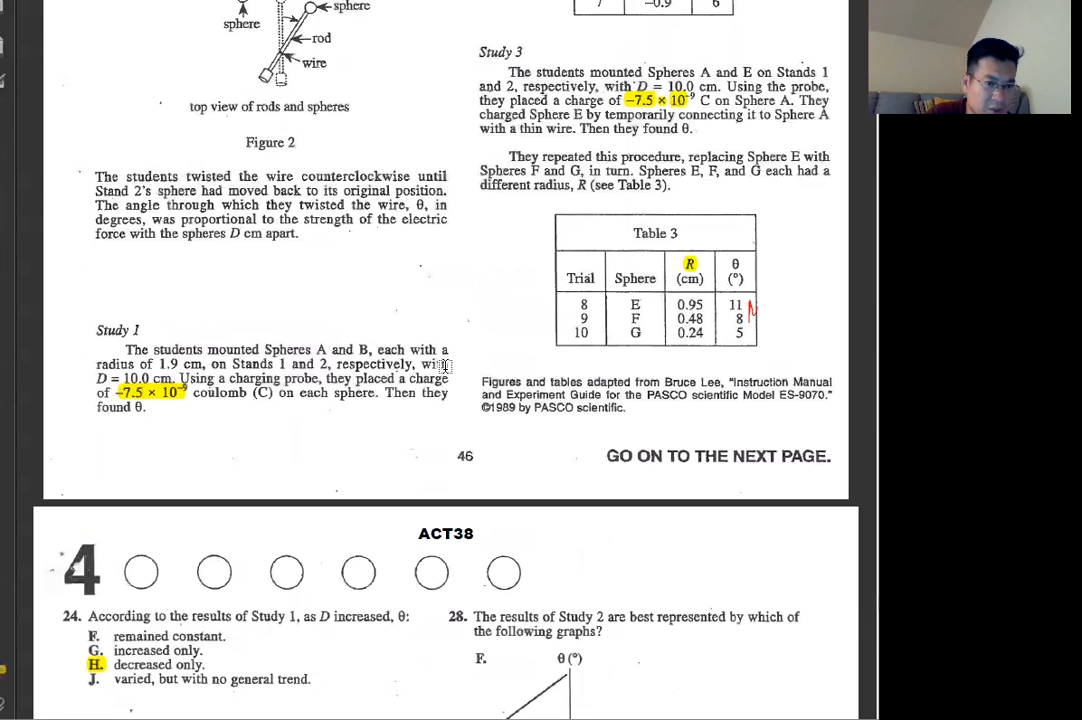 sphere
sphere
rod
wire
top view of rods and spheres
Figure 2
The students twisted the wire counterclockwise until
Stand 2's sphere had moved back to its original position.
The angle through which they twisted the wire, θ, in
degrees, was proportional to the strength of the electric
force with the spheres D cm apart.
Study 1
The students mounted Spheres A and B, each with a
radius of 1.9 cm, on Stands 1 and 2, respectively, with
D = 10.0 cm. Using a charging probe, they placed a charge
of −7.5 × 10⁻⁹ coulomb (C) on each sphere. Then they
found θ.
7 −0.9 6
Study 3
The students mounted Spheres A and E on Stands 1
and 2, respectively, with D = 10.0 cm. Using the probe,
they placed a charge of −7.5 × 10⁻⁹ C on Sphere A. They
charged Sphere E by temporarily connecting it to Sphere A
with a thin wire. Then they found θ.
They repeated this procedure, replacing Sphere E with
Spheres F and G, in turn. Spheres E, F, and G each had a
different radius, R (see Table 3).
Table 3
Trial Sphere R (cm) θ (°)
8 E 0.95 11
9 F 0.48 8
10 G 0.24 5
Figures and tables adapted from Bruce Lee, "Instruction Manual
and Experiment Guide for the PASCO scientific Model ES-9070."
©1989 by PASCO scientific.
46
GO ON TO THE NEXT PAGE.
ACT38
4
24. According to the results of Study 1, as D increased, θ:
F. remained constant.
G. increased only.
H. decreased only.
J. varied, but with no general trend.
28. The results of Study 2 are best represented by which of
the following graphs?
F. θ (°)